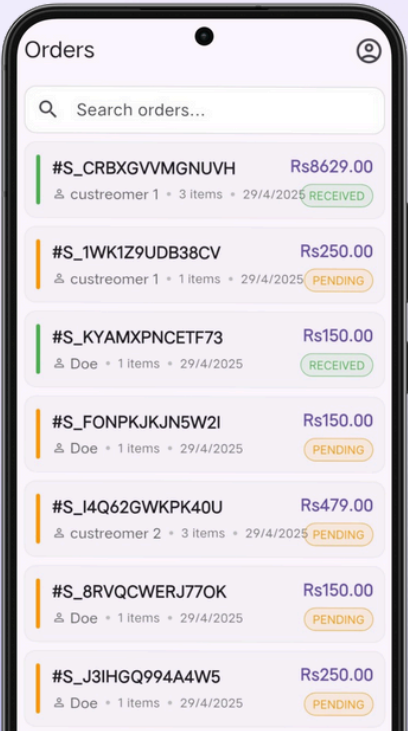 Orders
Search orders...
#S_CRBXGVVMGNUVH Rs8629.00
custreomer 1 • 3 items • 29/4/2025 RECEIVED
#S_1WK1Z9UDB38CV Rs250.00
custreomer 1 • 1 items • 29/4/2025 PENDING
#S_KYAMXPNCETF73 Rs150.00
Doe • 1 items • 29/4/2025 RECEIVED
#S_FONPKJKJN5W2I Rs150.00
Doe • 1 items • 29/4/2025 PENDING
#S_I4Q62GWKPK40U Rs479.00
custreomer 2 • 3 items • 29/4/2025 PENDING
#S_8RVQCWERJ77OK Rs150.00
Doe • 1 items • 29/4/2025 PENDING
#S_J3IHGQ994A4W5 Rs250.00
Doe • 1 items • 29/4/2025 PENDING